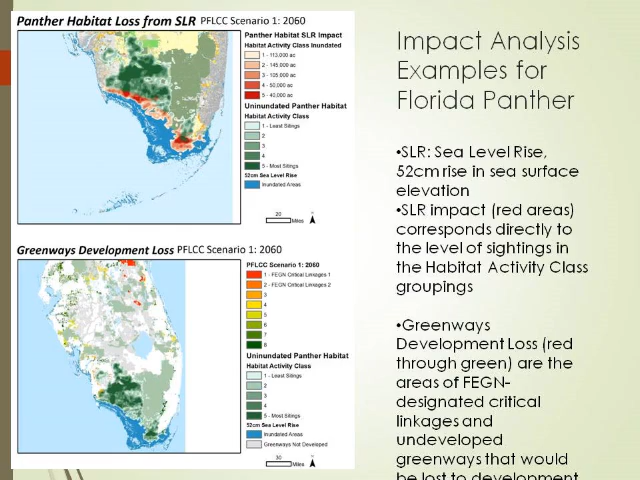 Panther Habitat Loss from SLR PFLCC Scenario 1: 2060
Panther Habitat SLR Impact
Habitat Activity Class Inundated
1 - 113,000 ac
2 - 145,000 ac
3 - 105,000 ac
4 - 50,000 ac
5 - 40,000 ac
Uninundated Panther Habitat
Habitat Activity Class
1 - Least Sitings
2
3
4
5 - Most Sitings
52cm Sea Level Rise
Inundated Areas
20
Miles
Greenways Development Loss PFLCC Scenario 1: 2060
PFLCC Scenario 1: 2060
1 - FEGN Critical Linkages 1
2 - FEGN Critical Linkages 2
3
4
5
6
7
8
Uninundated Panther Habitat
Habitat Activity Class
1 - Least Sitings
2
3
4
5 - Most Sitings
52cm Sea Level Rise
Inundated Areas
Greenways Not Developed
30
Miles
Impact Analysis
Examples for
Florida Panther
•SLR: Sea Level Rise,
52cm rise in sea surface
elevation
•SLR impact (red areas)
corresponds directly to
the level of sightings in
the Habitat Activity Class
groupings
•Greenways
Development Loss (red
through green) are the
areas of FEGN-
designated critical
linkages and
undeveloped
greenways that would
be lost to development